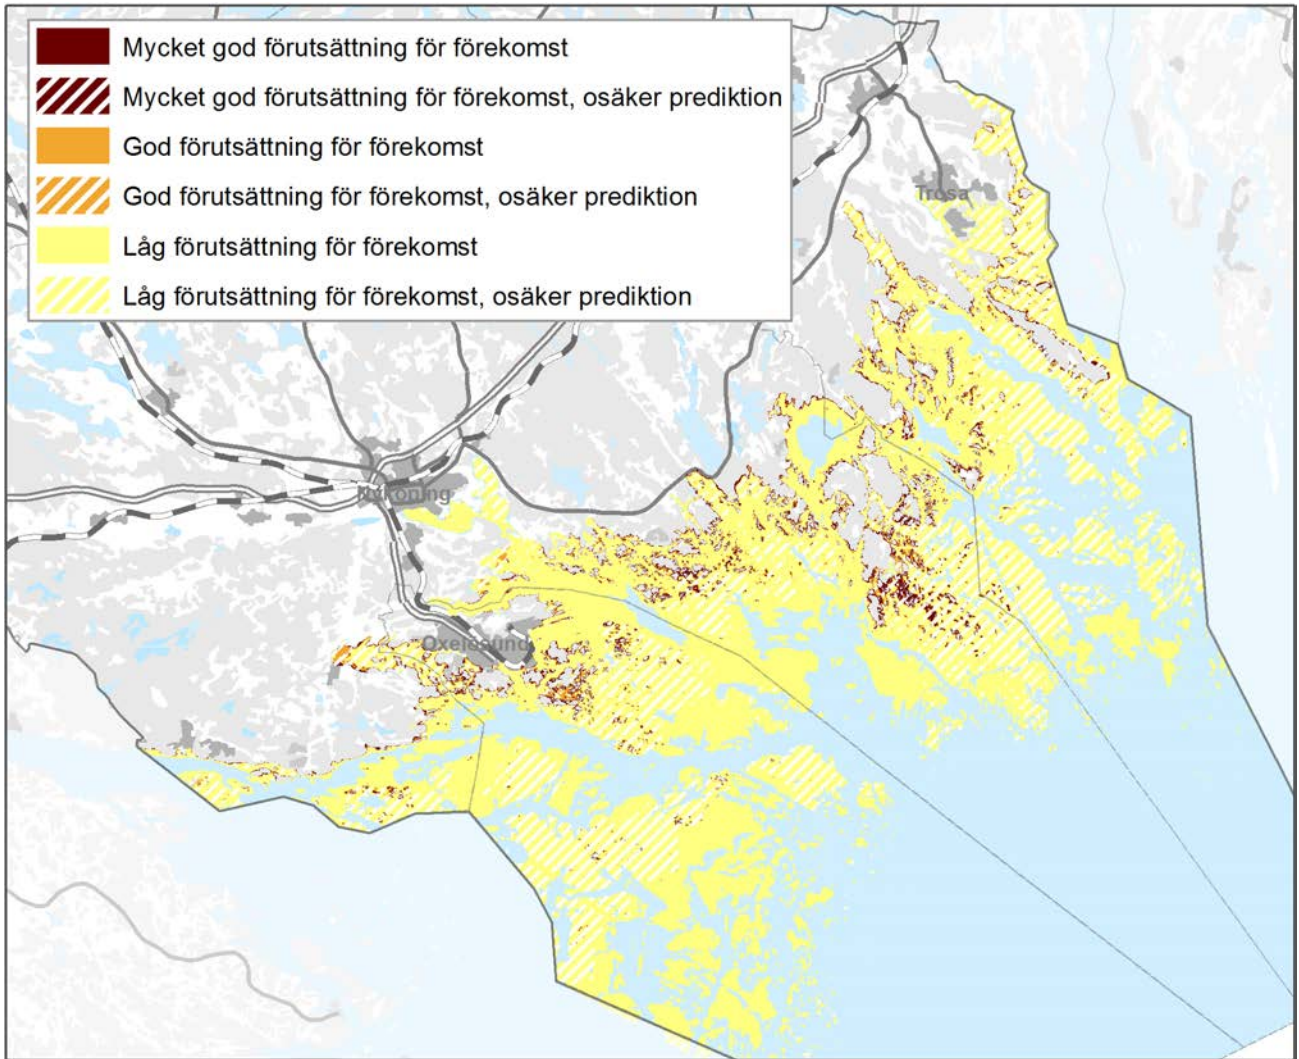 Mycket god förutsättning för förekomst
Mycket god förutsättning för förekomst, osäker prediktion
God förutsättning för förekomst
God förutsättning för förekomst, osäker prediktion
Låg förutsättning för förekomst
Låg förutsättning för förekomst, osäker prediktion
Trosa
Nyköping
Oxelösund